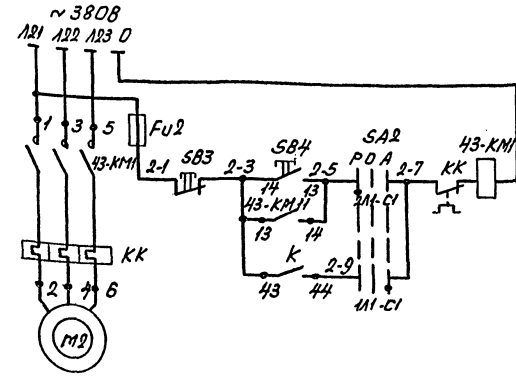 ~380В
Л21 Л22 Л23 0
1 3 5
Fu2
43-КМ1
2-1
SB3
2-3
SB4
14 13
2-5
43-КМ11
13 14
К
43 44
2-9
SA2
Р О А
2Л1-С1
1Л1-С1
2-7
КК
43-КМ1
КК
2 4 6
М2